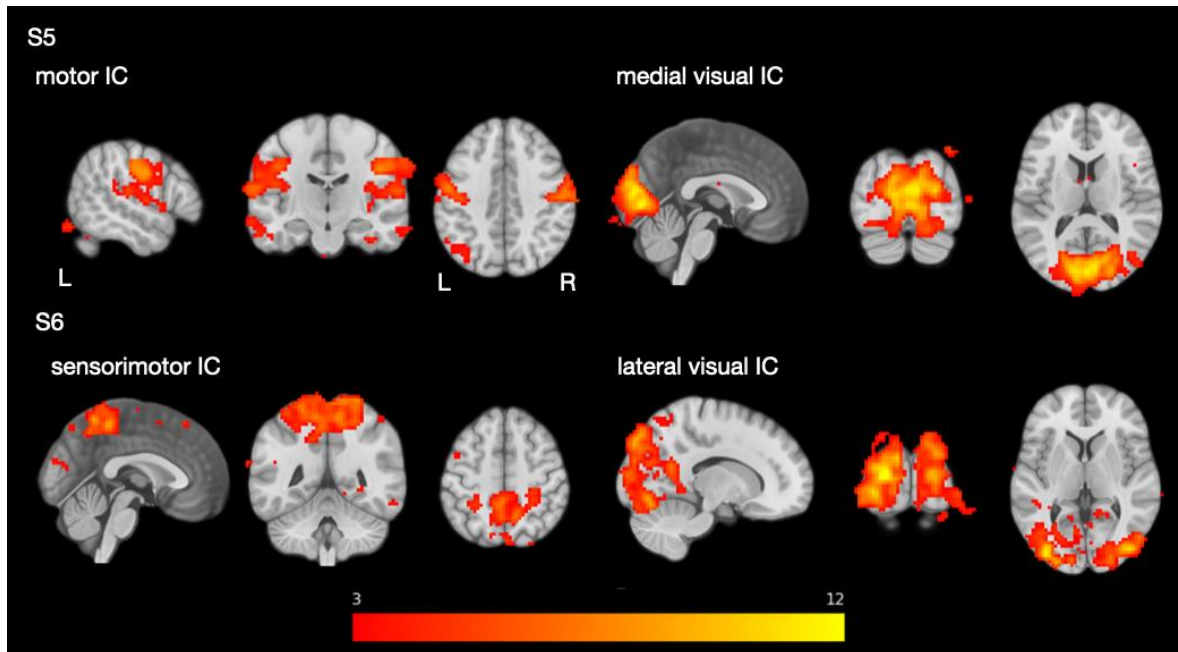 S5
motor IC
medial visual IC
L
L
R
S6
sensorimotor IC
lateral visual IC
3
12